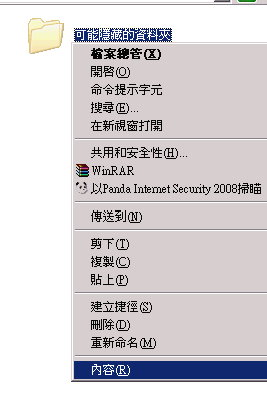 可能隱藏的資料夾
檔案總管(X)
開啓(O)
命令提示字元
搜尋(E)...
在新視窗打開
共用和安全性(H)...
WinRAR
以Panda Internet Security 2008掃瞄
傳送到(N)
剪下(T)
複製(C)
貼上(P)
建立捷徑(S)
刪除(D)
重新命名(M)
內容(R)